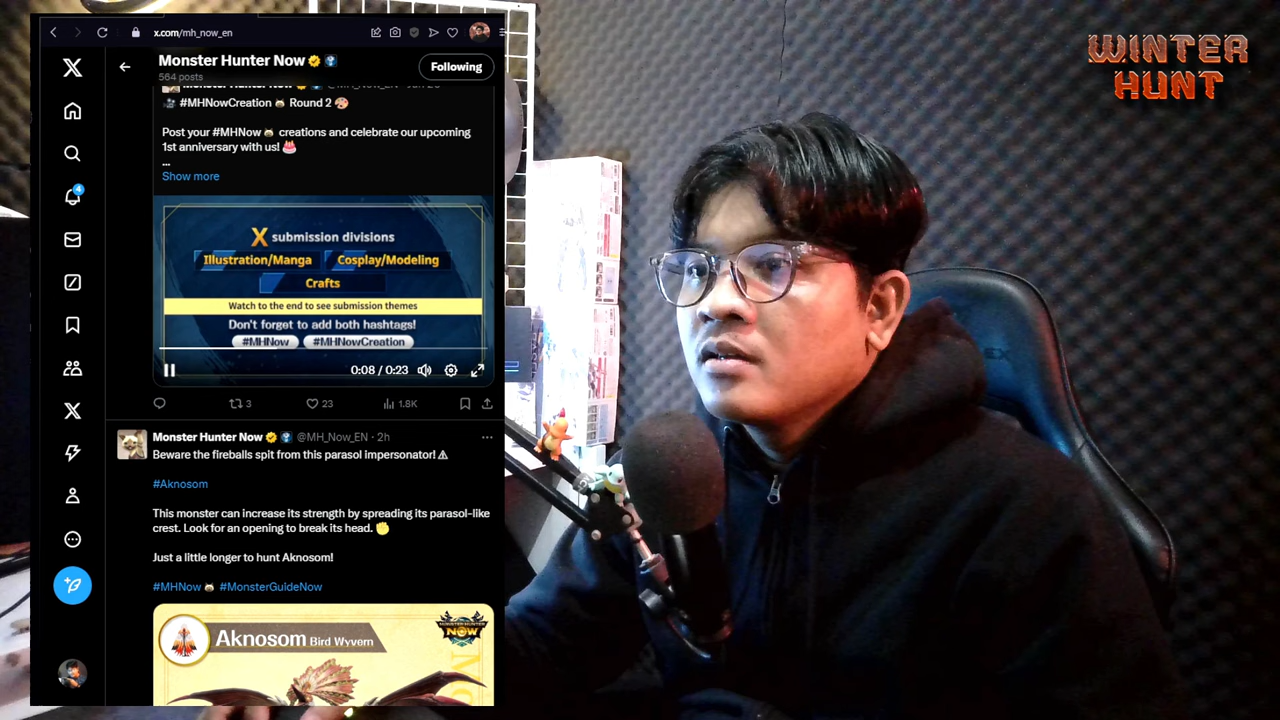 x.com/mh_now_en
Monster Hunter Now
564 posts
Following
Monster Hunter Now @MH_Now_EN
#MHNowCreation Round 2
Post your #MHNow creations and celebrate our upcoming
1st anniversary with us!
...
Show more
X submission divisions
Illustration/Manga Cosplay/Modeling
Crafts
Watch to the end to see submission themes
Don't forget to add both hashtags!
#MHNow #MHNowCreation
0:08 / 0:23
3 23 1.8K
4
Monster Hunter Now @MH_Now_EN · 2h
Beware the fireballs spit from this parasol impersonator!
#Aknosom
This monster can increase its strength by spreading its parasol-like
crest. Look for an opening to break its head.
Just a little longer to hunt Aknosom!
#MHNow #MonsterGuideNow
Aknosom Bird Wyvern
MONSTER HUNTER
NOW
WINTER
HUNT